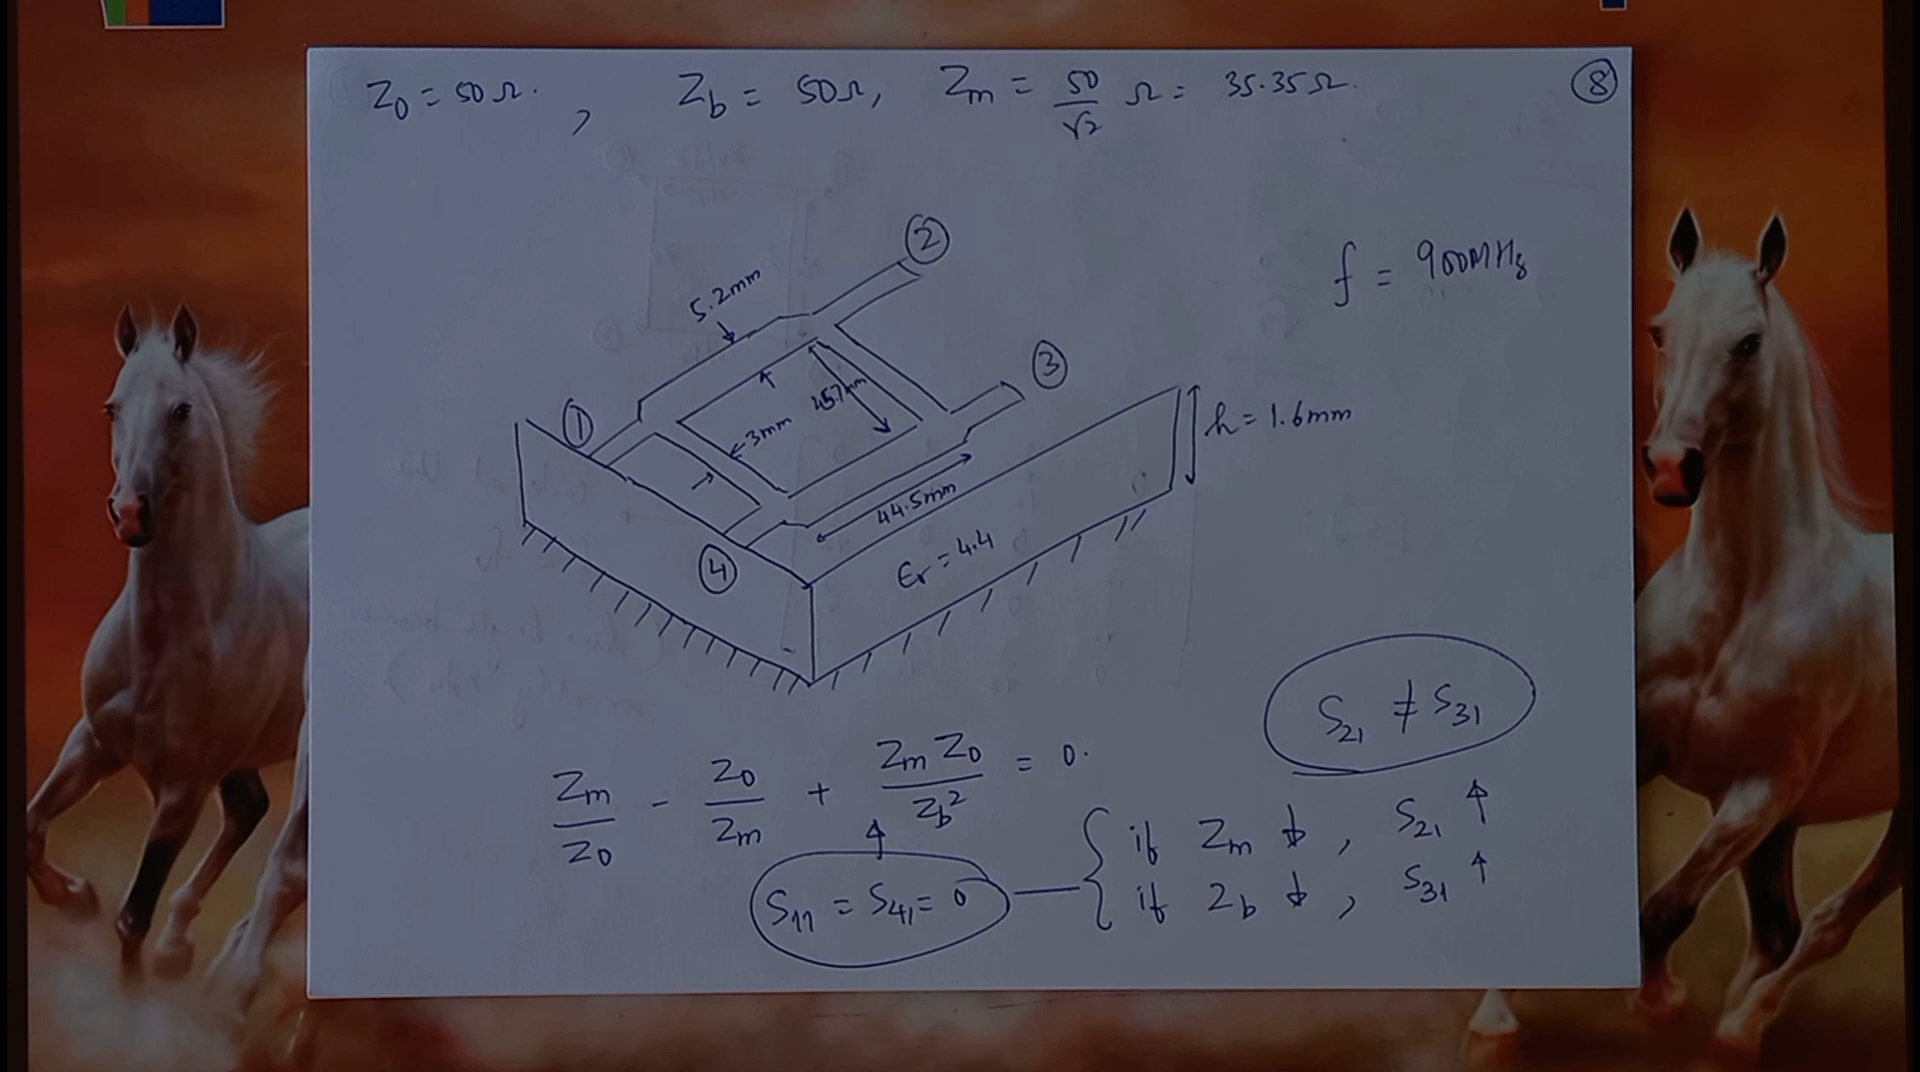 Z0 = 50Ω. , Zb = 50Ω, Zm = 50/√2 Ω = 35.35Ω.
8
2
5.2mm
f = 900MHz
3
1
45.7mm
3mm
h = 1.6mm
44.5mm
4
εr = 4.4
S21 ≠ S31
Zm/Z0 - Z0/Zm + ZmZ0/Zb² = 0.
if Zm ↓, S21 ↑
S11 = S41 = 0
if Zb ↓, S31 ↑